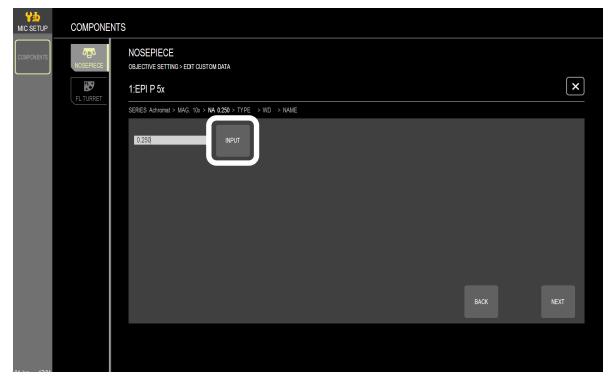 MIC SETUP
COMPONENTS
COMPONENTS
NOSEPIECE
NOSEPIECE
OBJECTIVE SETTING > EDIT CUSTOM DATA
FL TURRET
1:EPI P 5x
SERIES Achromat > MAG. 10x > NA 0.250 > TYPE > WD > NAME
0.250
INPUT
BACK
NEXT